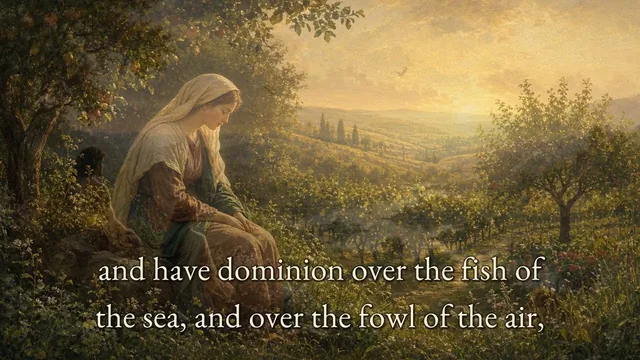 and have dominion over the fish of
the sea, and over the fowl of the air,